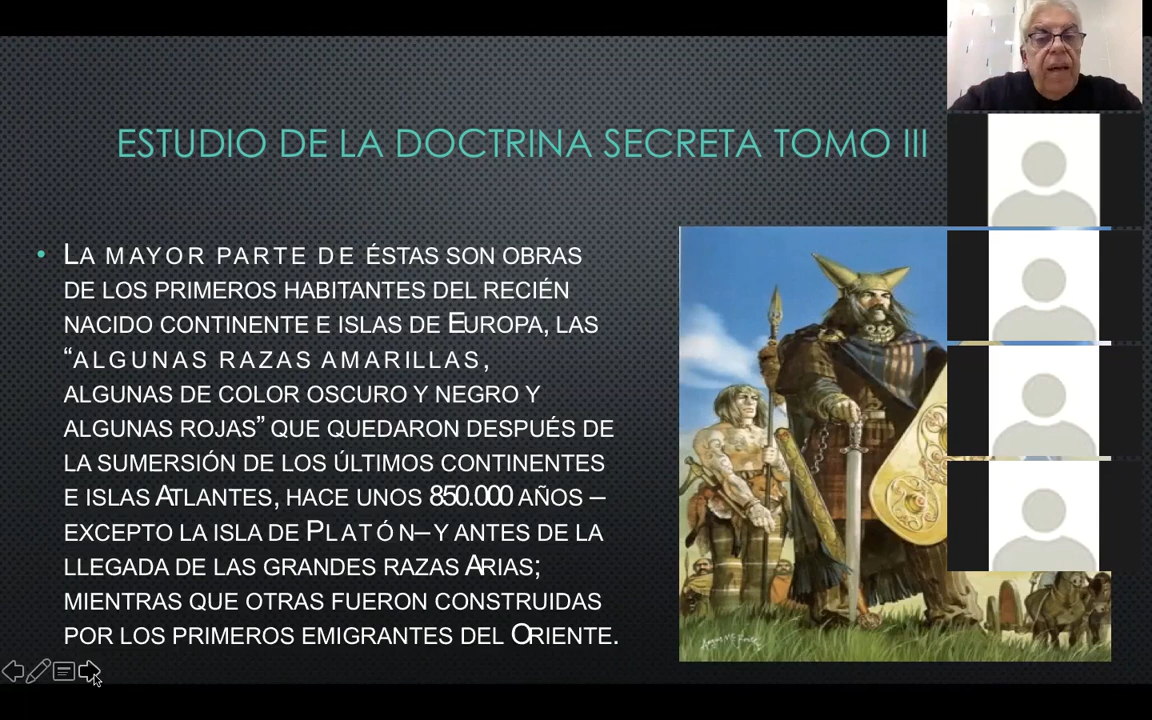 ESTUDIO DE LA DOCTRINA SECRETA TOMO III
• LA MAYOR PARTE DE ÉSTAS SON OBRAS
DE LOS PRIMEROS HABITANTES DEL RECIÉN
NACIDO CONTINENTE E ISLAS DE EUROPA, LAS
“ALGUNAS RAZAS AMARILLAS,
ALGUNAS DE COLOR OSCURO Y NEGRO Y
ALGUNAS ROJAS” QUE QUEDARON DESPUÉS DE
LA SUMERSIÓN DE LOS ÚLTIMOS CONTINENTES
E ISLAS ATLANTES, HACE UNOS 850.000 AÑOS –
EXCEPTO LA ISLA DE PLATÓN– Y ANTES DE LA
LLEGADA DE LAS GRANDES RAZAS ARIAS;
MIENTRAS QUE OTRAS FUERON CONSTRUIDAS
POR LOS PRIMEROS EMIGRANTES DEL ORIENTE.